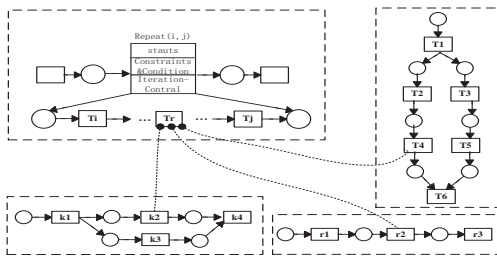 Repeat(i,j)
stauts
Constraints
&Condition
Iteration-
Contral
Ti
...
Tr
...
Tj
T1
T2
T3
T4
T5
T6
k1
k2
k4
k3
r1
r2
r3